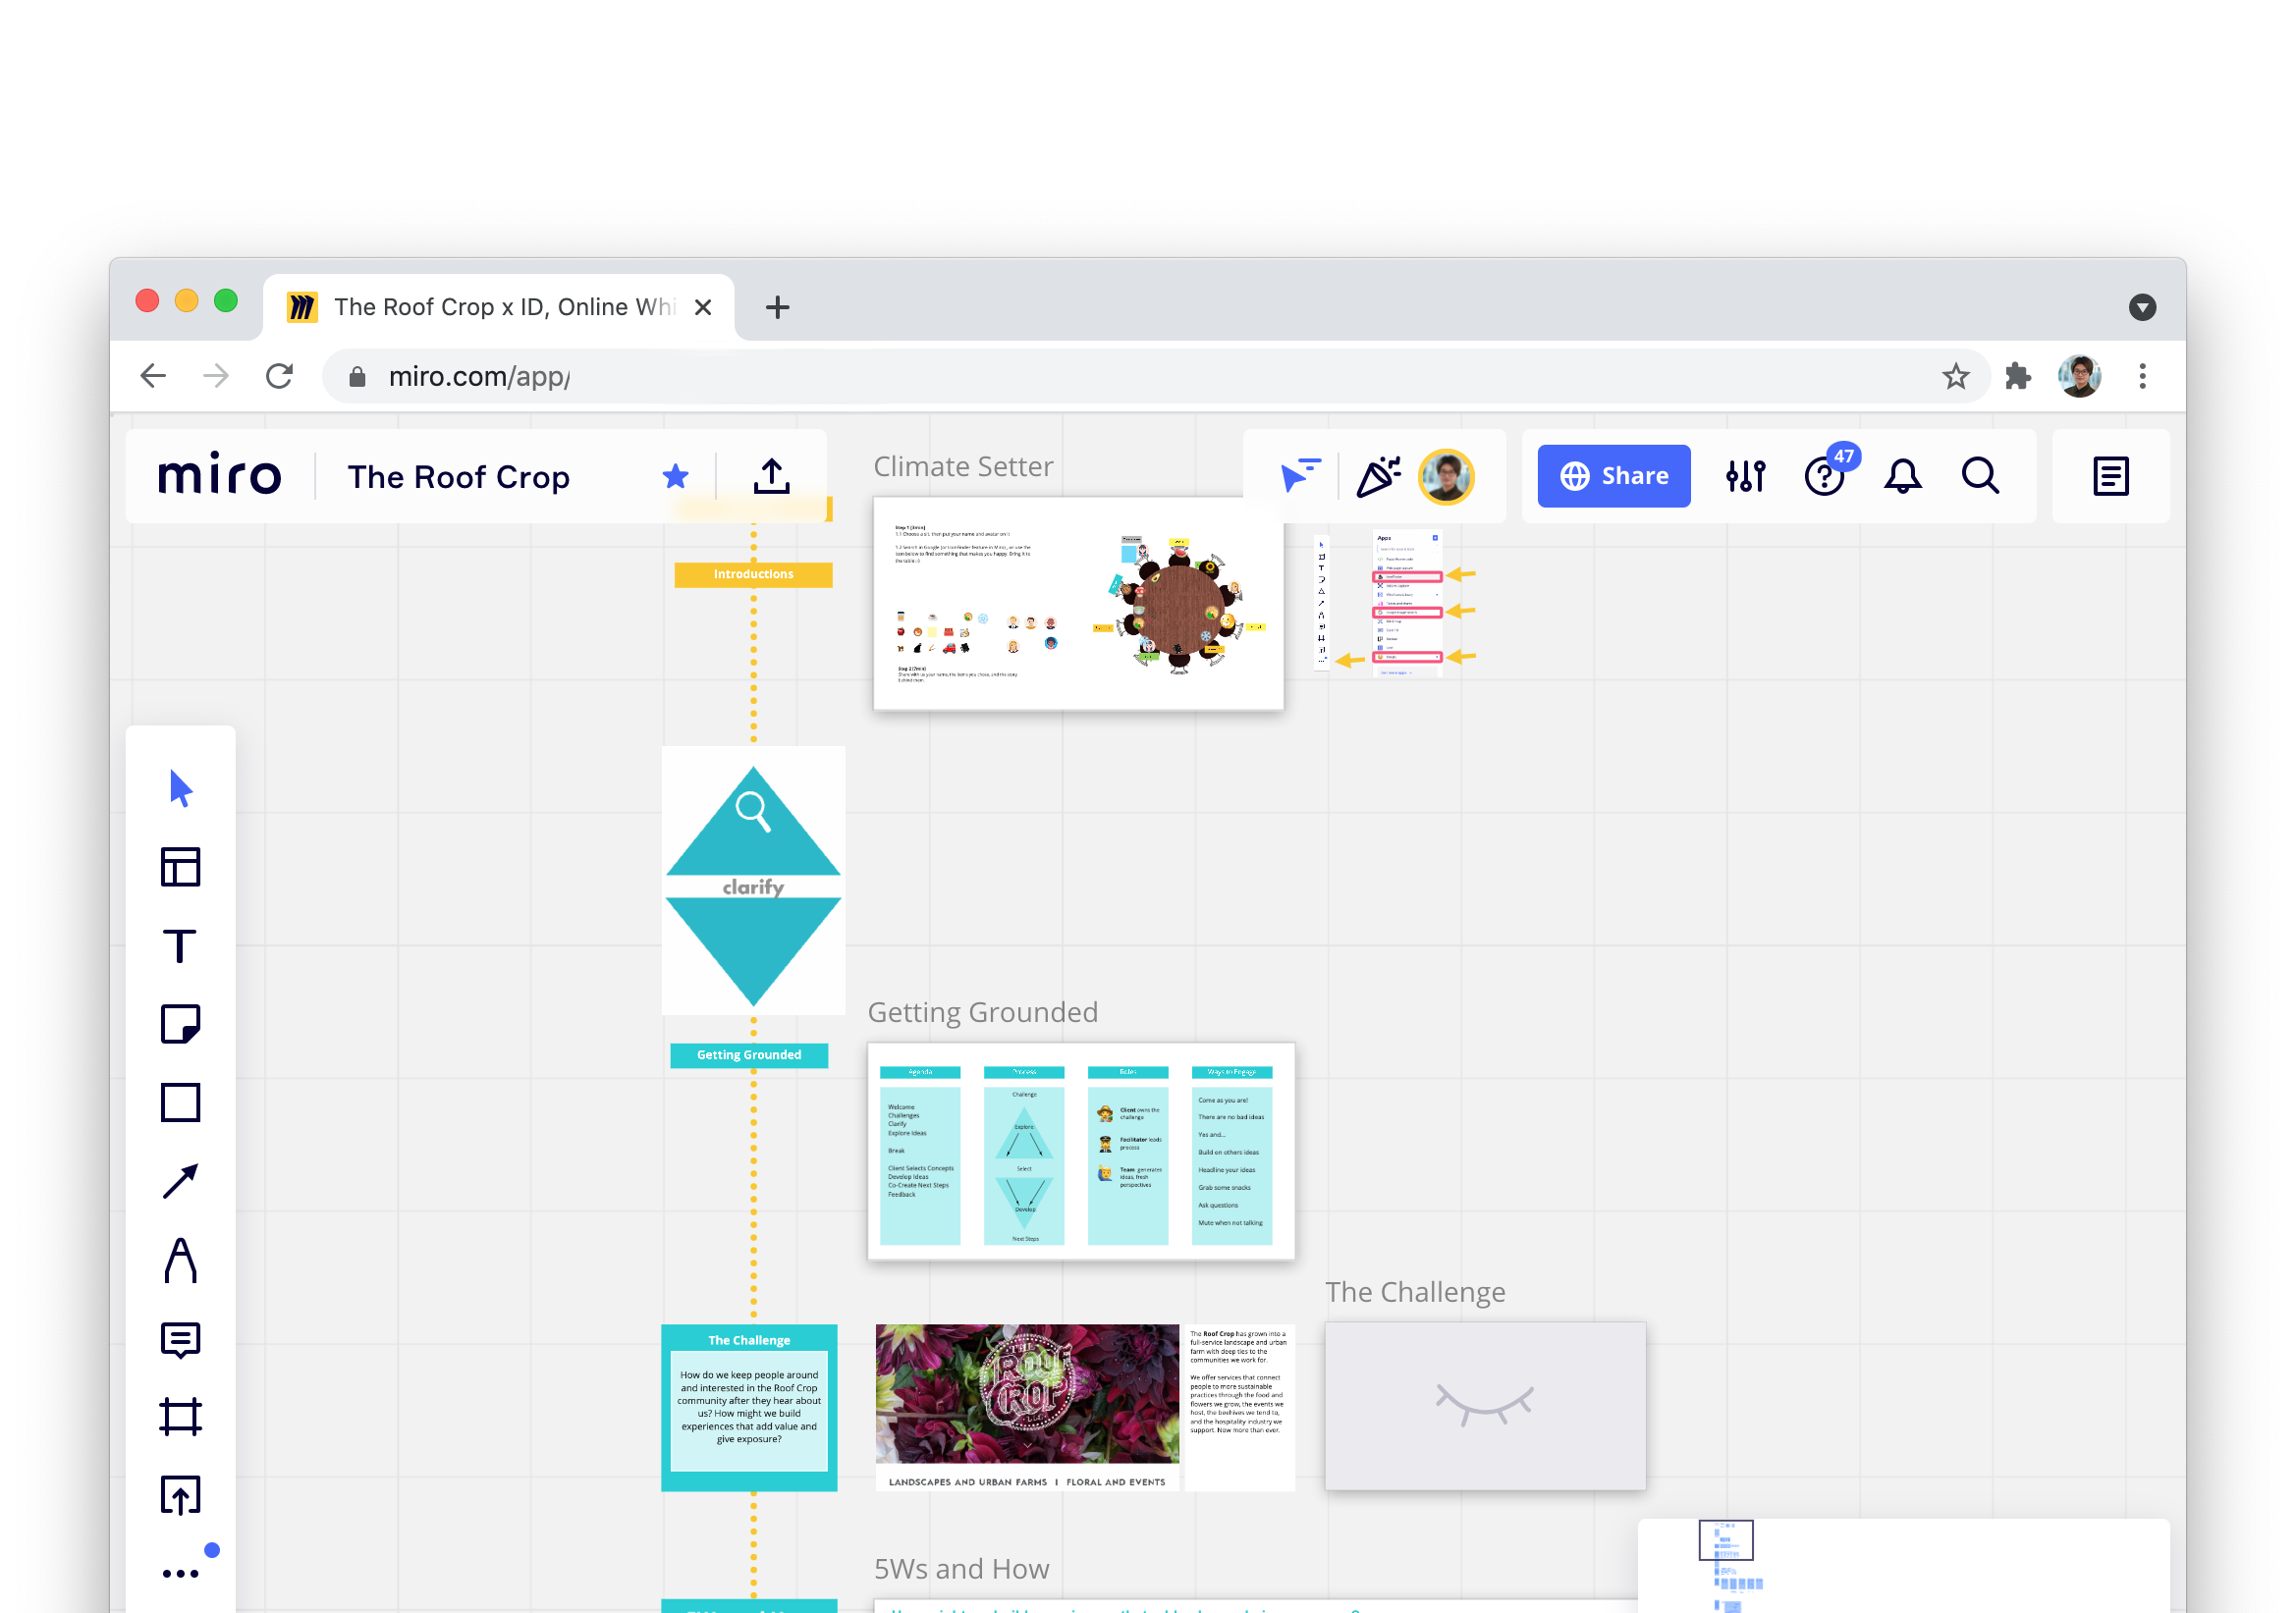 The Roof Crop x ID, Online Whi
miro.com/app/
miro
The Roof Crop
Share
47
Climate Setter
Step 1 [3min]
Introductions
Apps
clarify
Getting Grounded
Getting Grounded
Agenda
Welcome
Challenges
Clarify
Explore Ideas
Break
Client Selects Concepts
Develop Ideas
Co-Create Next Steps
Feedback
Process
Challenge
Explore
Select
Develop
Next Steps
Roles
Client owns the
challenge
Facilitator leads
process
Team generates
ideas, fresh
perspectives
Ways to Engage
Come as you are!
There are no bad ideas
Yes and...
Build on others ideas
Headline your ideas
Grab some snacks
Ask questions
Mute when not talking
The Challenge
The Challenge
How do we keep people around
and interested in the Roof Crop
community after they hear about
us? How might we build
experiences that add value and
give exposure?
THE
ROOF
CROP
LANDSCAPES AND URBAN FARMS I FLORAL AND EVENTS
The Roof Crop has grown into a
full-service landscape and urban
farm with deep ties to the
communities we work for.
We offer services that connect
people to more sustainable
practices through the food and
flowers we grow, the events we
host, the beehives we tend to,
and the hospitality industry we
support. Now more than ever.
5Ws and How